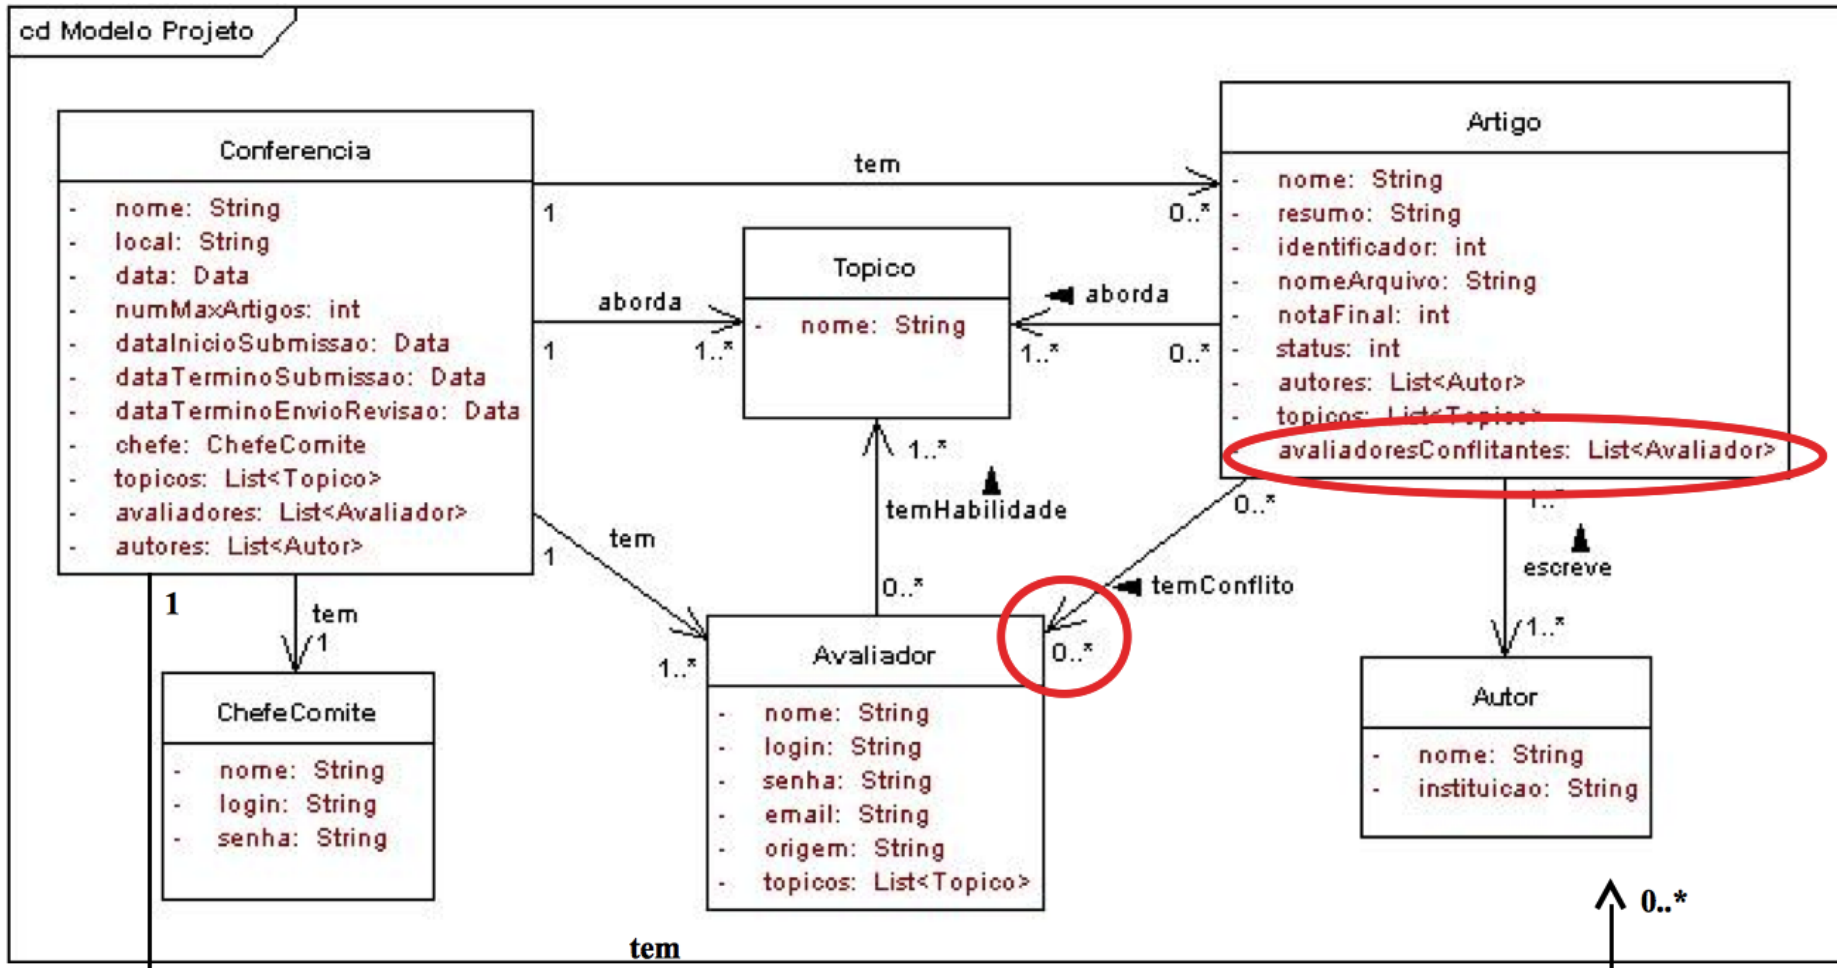 cd Modelo Projeto
Conferencia
- nome: String
- local: String
- data: Data
- numMaxArtigos: int
- dataInicioSubmissao: Data
- dataTerminoSubmissao: Data
- dataTerminoEnvioRevisao: Data
- chefe: ChefeComite
- topicos: List<Topico>
- avaliadores: List<Avaliador>
- autores: List<Autor>
tem
1
0..*
Artigo
- nome: String
- resumo: String
- identificador: int
- nomeArquivo: String
- notaFinal: int
- status: int
- autores: List<Autor>
- topicos: List<Topico>
- avaliadoresConflitantes: List<Avaliador>
Topico
- nome: String
aborda
1
1..*
aborda
1..*
0..*
1..*
temHabilidade
0..*
tem
1
1..*
0..*
temConflito
0..*
1..*
escreve
1..*
1
tem
1
ChefeComite
- nome: String
- login: String
- senha: String
Avaliador
- nome: String
- login: String
- senha: String
- email: String
- origem: String
- topicos: List<Topico>
Autor
- nome: String
- instituicao: String
0..*
tem